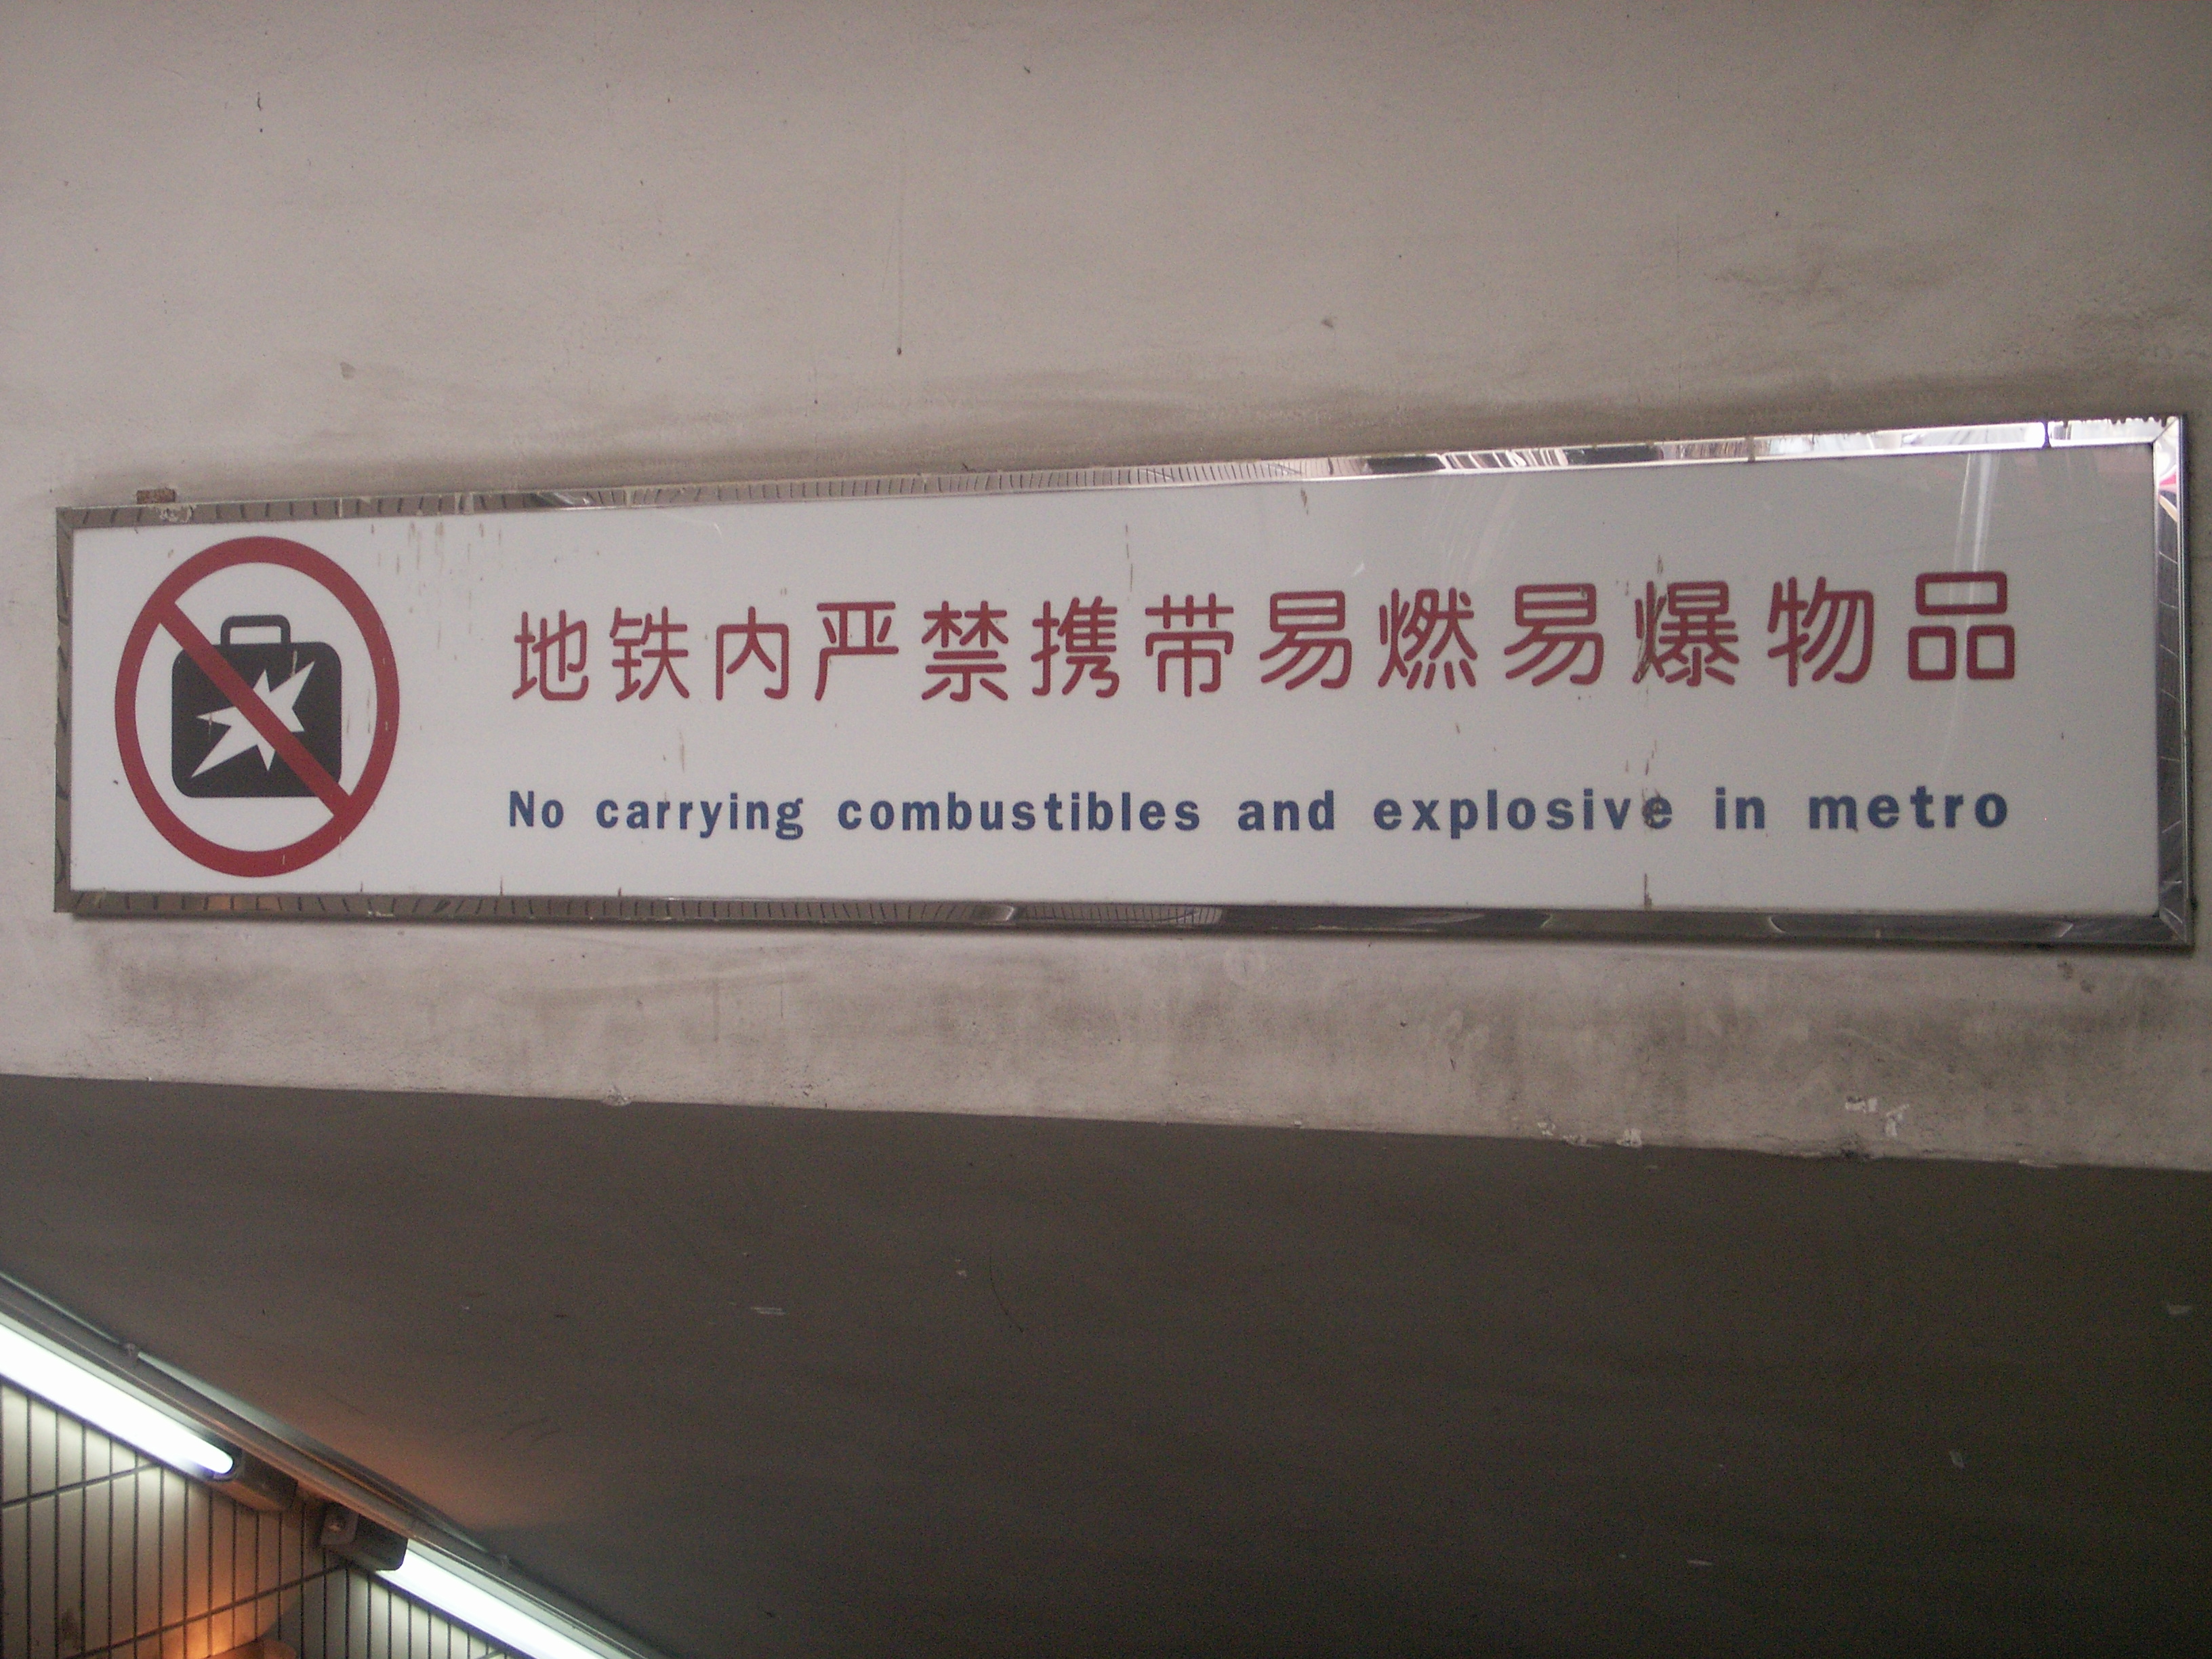 地铁内严禁携带易燃易爆物品
No carrying combustibles and explosive in metro